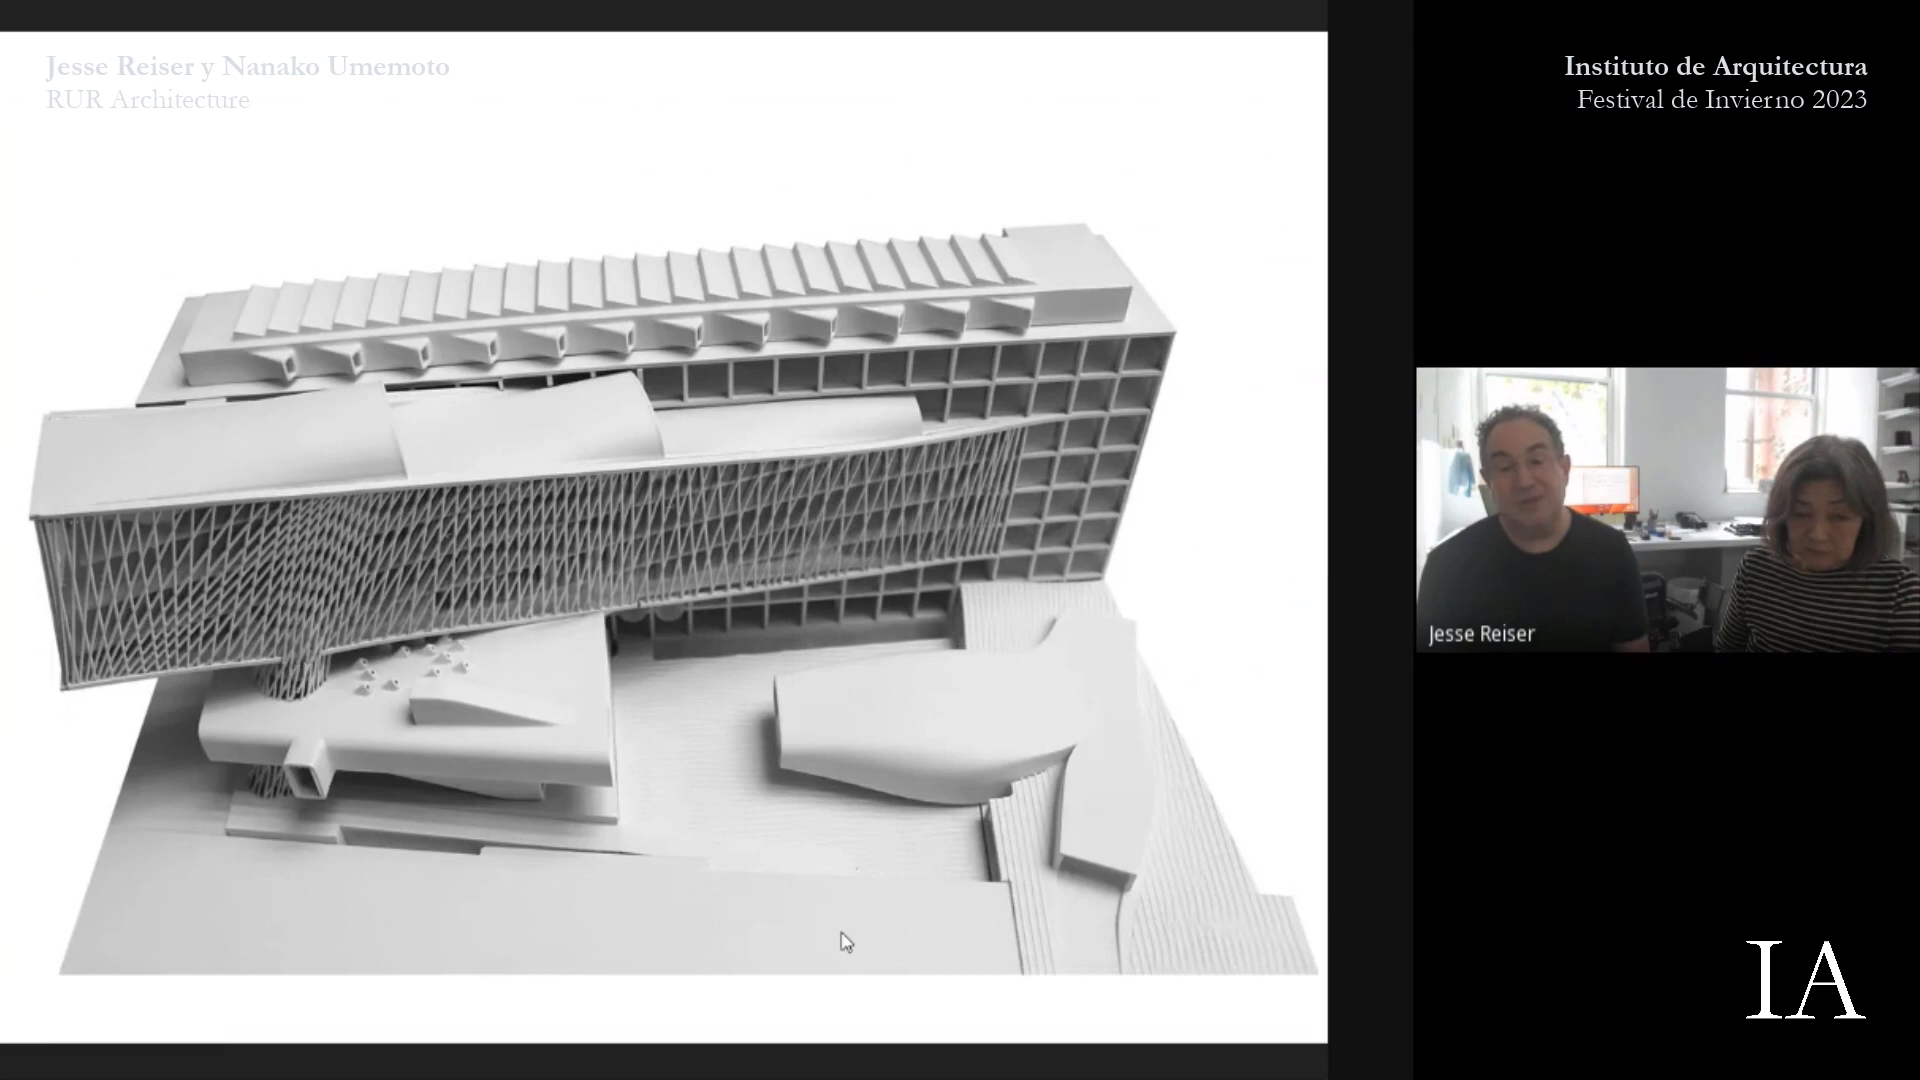 Jesse Reiser y Nanako Umemoto
RUR Architecture
Instituto de Arquitectura
Festival de Invierno 2023
Jesse Reiser
IA